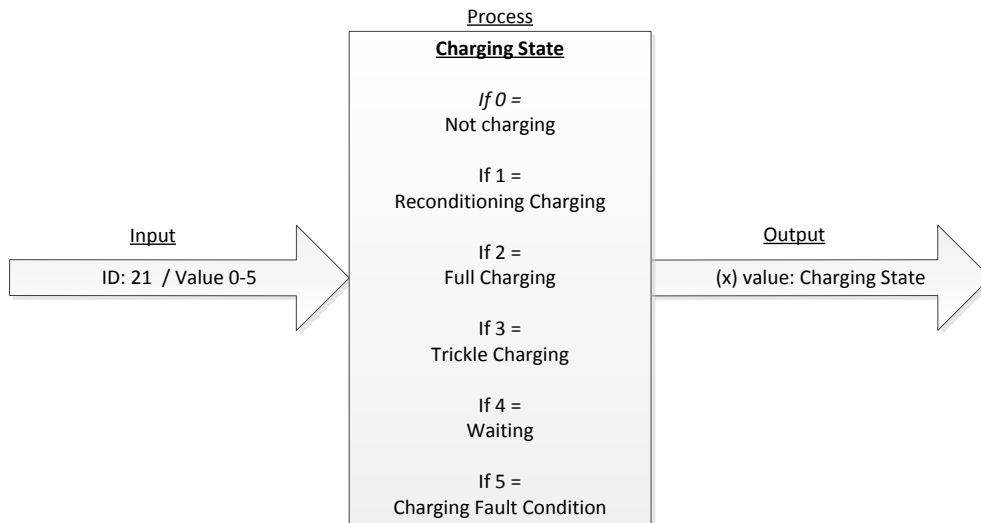 Process
Charging State
If 0 =
Not charging
If 1 =
Reconditioning Charging
Input
If 2 =
Output
ID: 21 / Value 0-5
Full Charging
(x) value: Charging State
If 3 =
Trickle Charging
If 4 =
Waiting
If 5 =
Charging Fault Condition